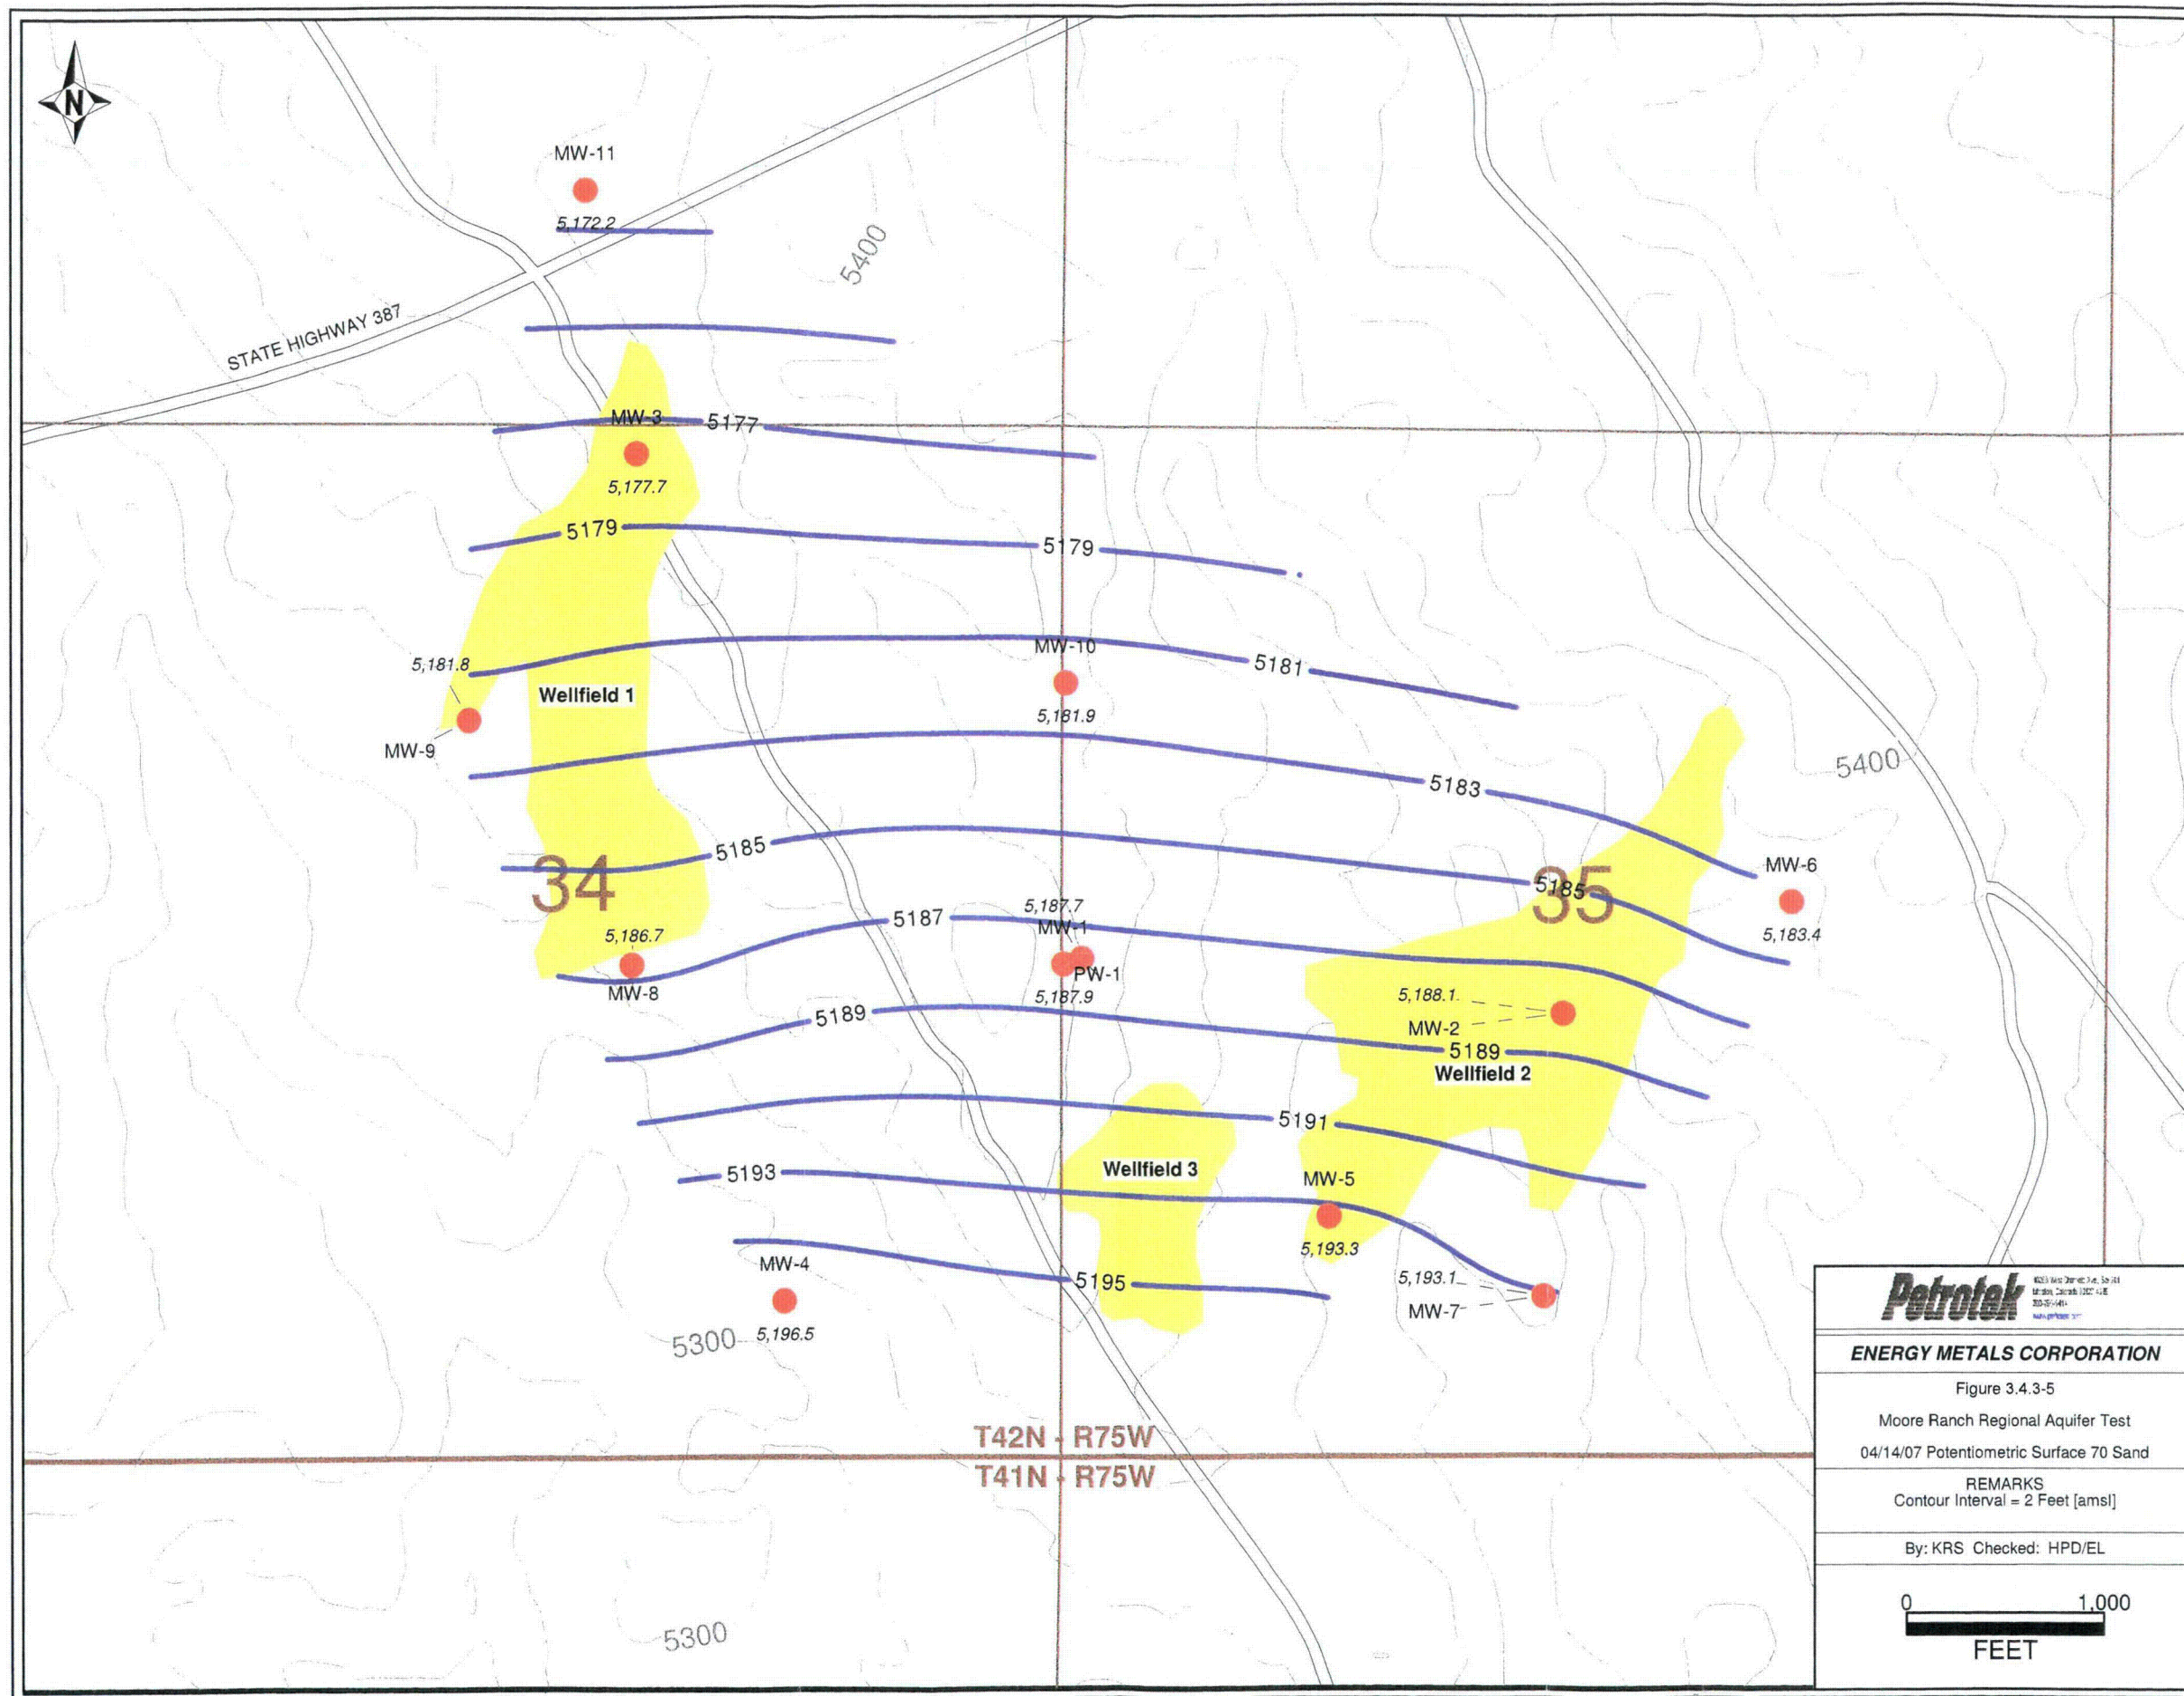 N
MW-11
5,172.2
5400
STATE HIGHWAY 387
MW-3
5177
5,177.7
5179
5179
MW-10
5,181.8
5181
Wellfield 1
5,181.9
MW-9
5400
5183
5185
MW-6
34
5185
35
5,187.7
5187
MW-1
5,186.7
5,183.4
PW-1
MW-8
5,187.9
5,188.1
5189
MW-2
5189
Wellfield 2
5191
Wellfield 3
5193
MW-5
5,193.3
MW-4
5195
5,193.1
MW-7
5,196.5
5300
T42N - R75W
T41N - R75W
5300
Petrotek
ENERGY METALS CORPORATION
Figure 3.4.3-5
Moore Ranch Regional Aquifer Test
04/14/07 Potentiometric Surface 70 Sand
REMARKS
Contour Interval = 2 Feet [amsl]
By: KRS Checked: HPD/EL
0 1,000
FEET